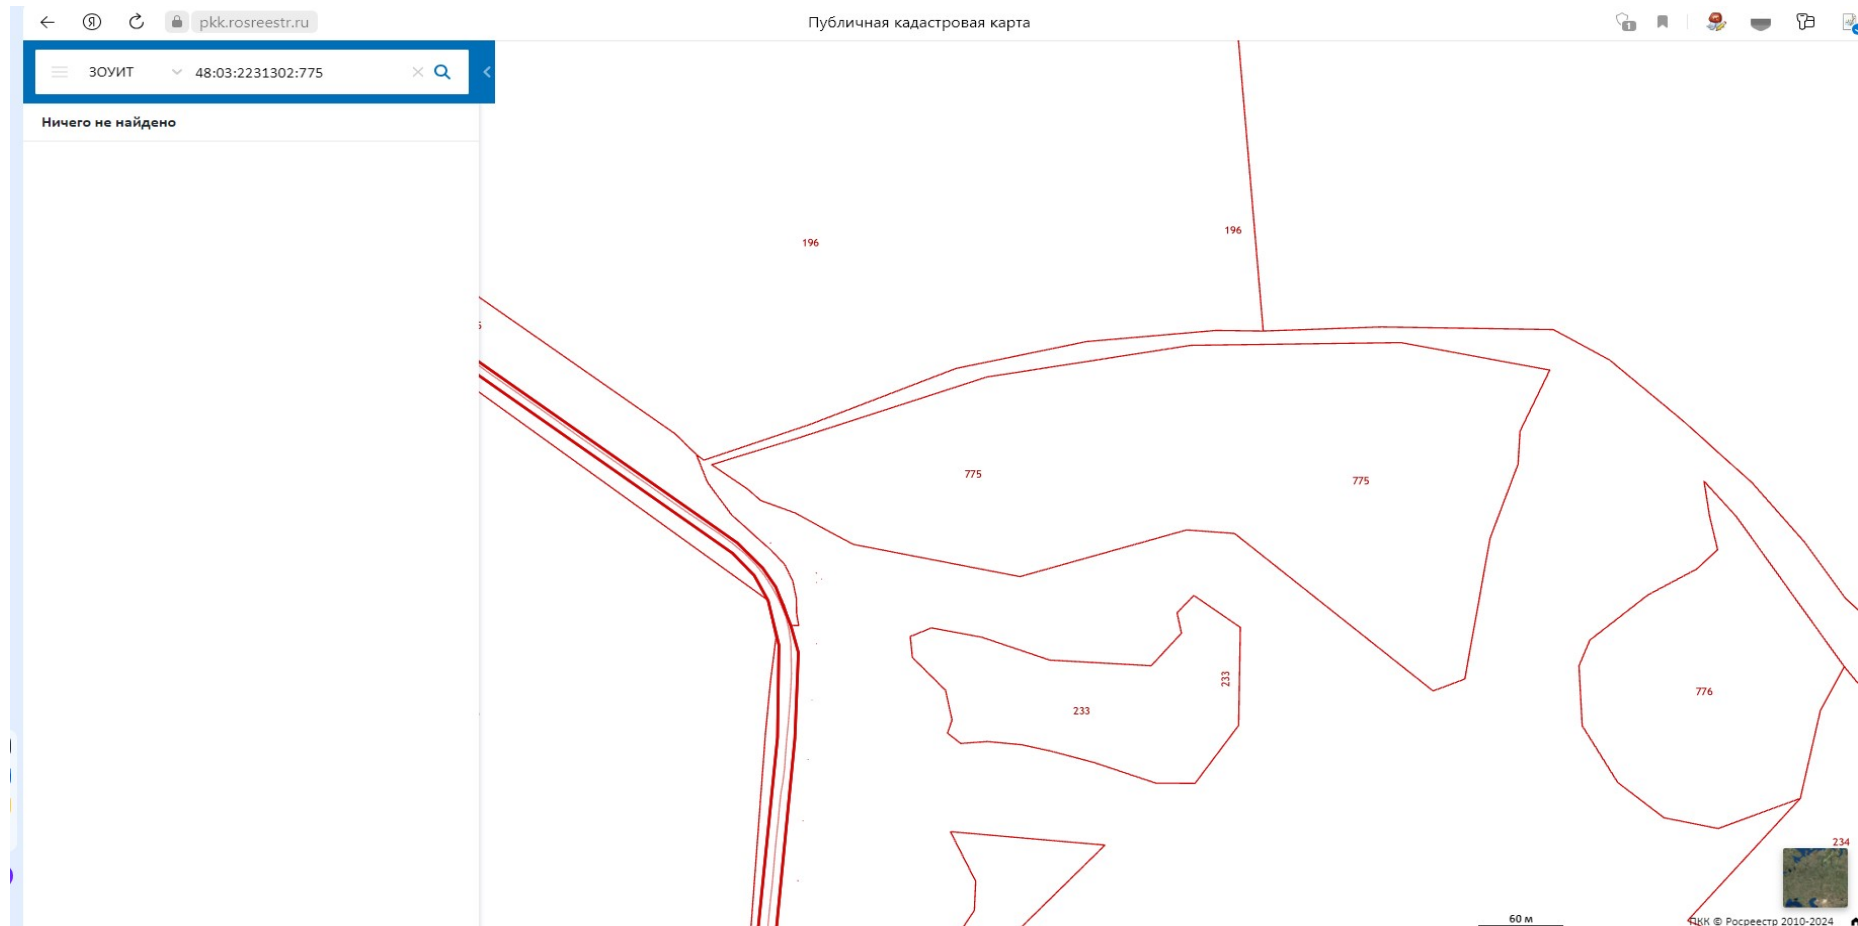 pkk.rosreestr.ru
Публичная кадастровая карта
1
ЗОУИТ
48:03:2231302:775
Ничего не найдено
196
196
775
775
233
233
776
234
60 м
ПКК © Росреестр 2010-2024